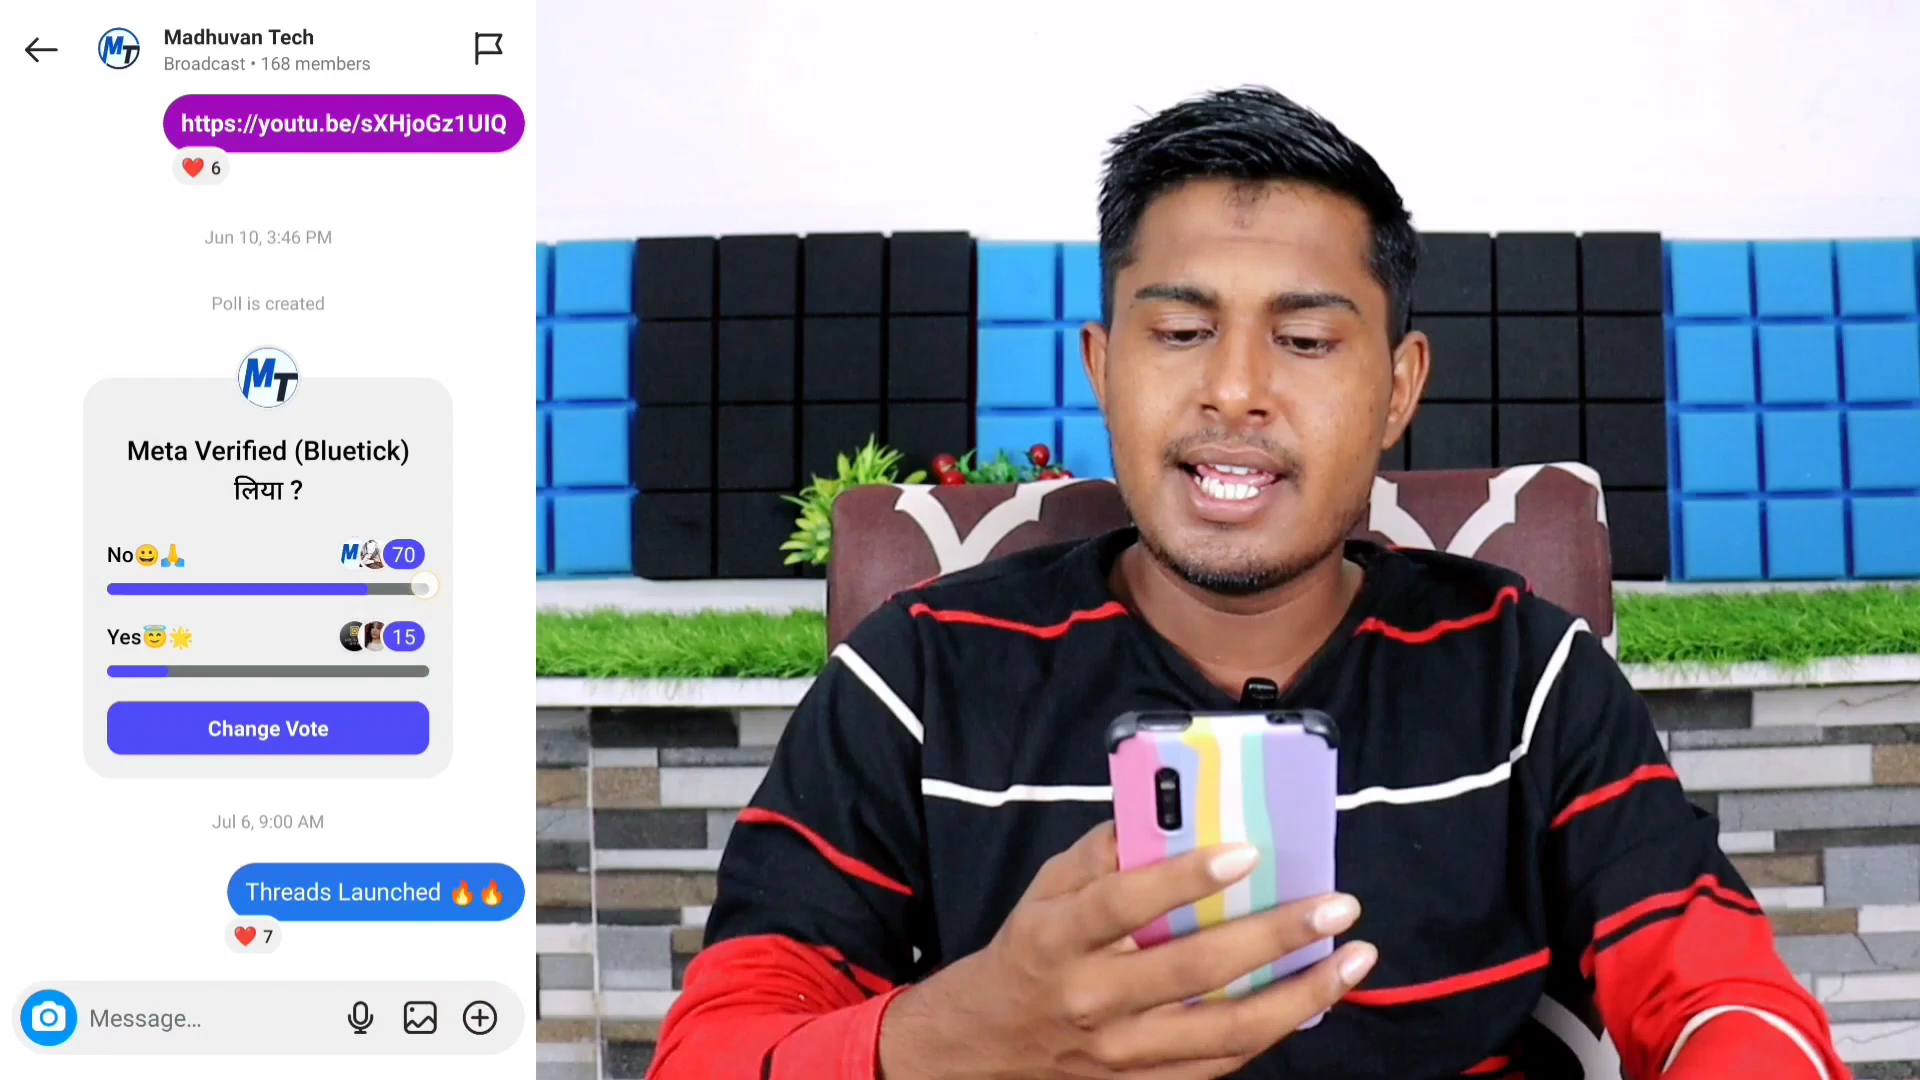 Madhuvan Tech
Broadcast • 168 members
https://youtu.be/sXHjoGz1UIQ
❤️ 6
Jun 10, 3:46 PM
Poll is created
MT
Meta Verified (Bluetick)
लिया ?
No😀🙏 70
Yes😇🌟 15
Change Vote
Jul 6, 9:00 AM
Threads Launched 🔥🔥
❤️ 7
Message...